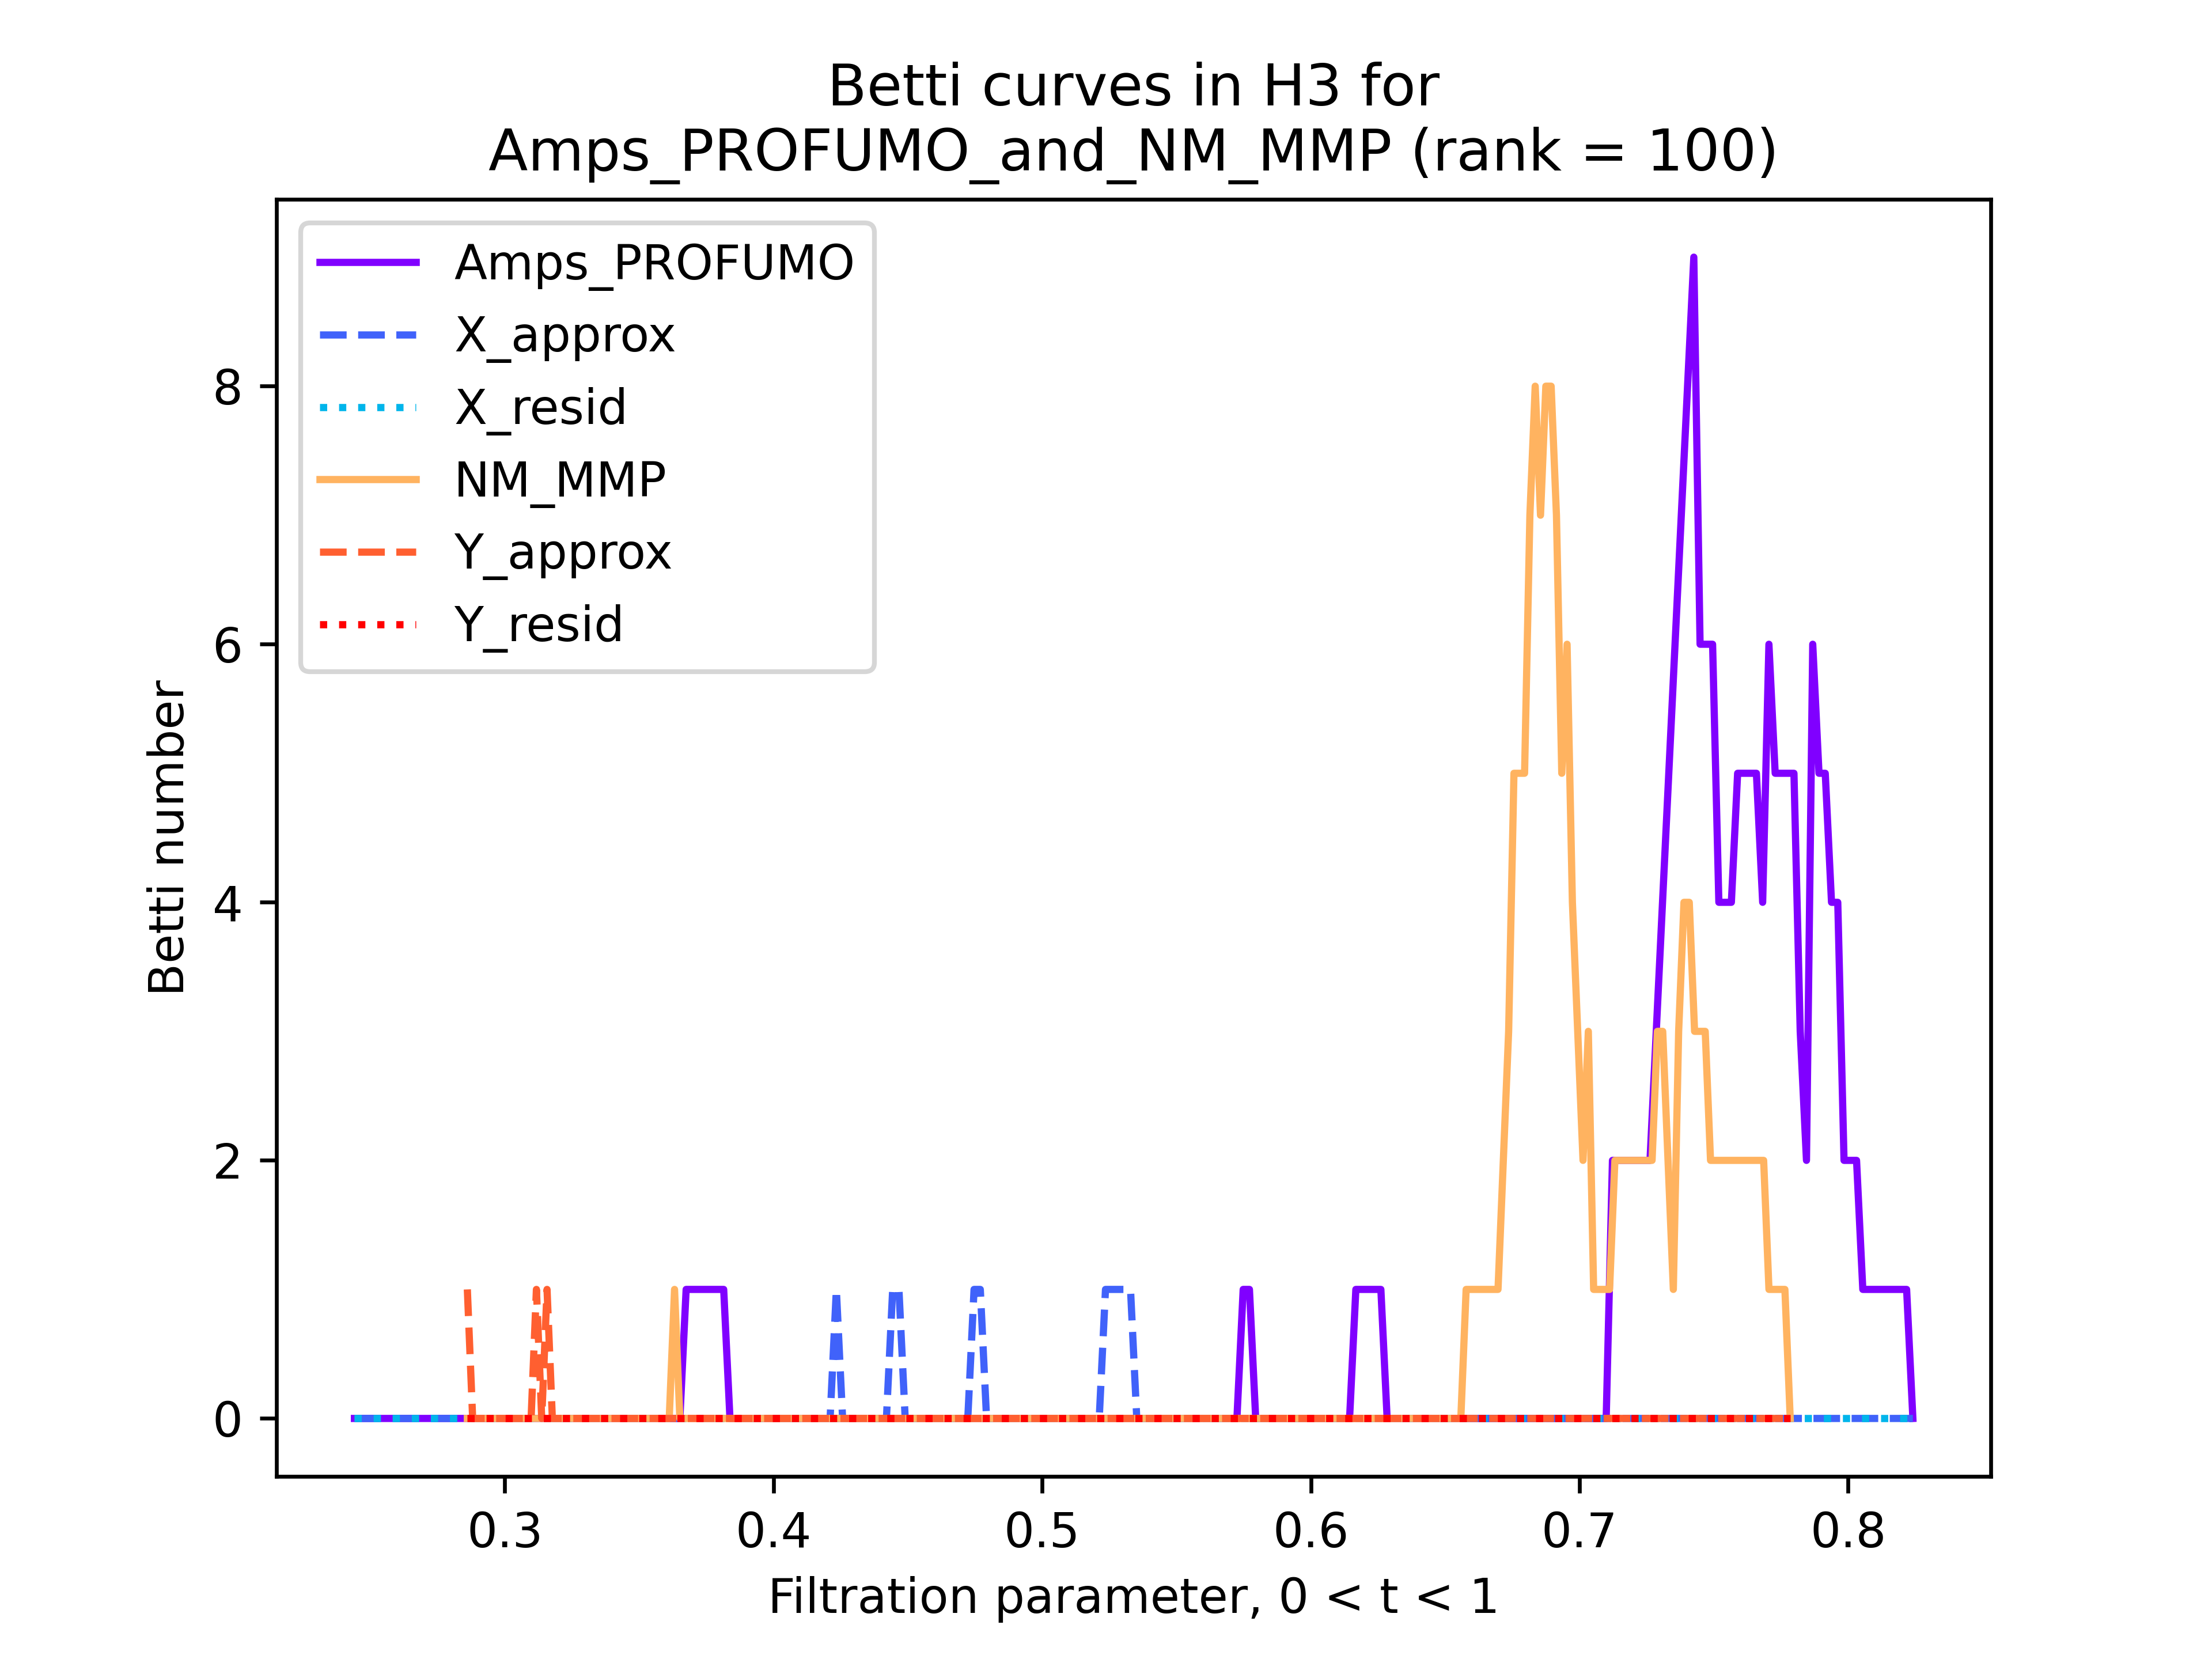 Betti curves in H3 for
Amps_PROFUMO_and_NM_MMP (rank = 100)
Amps_PROFUMO
X_approx
X_resid
NM_MMP
Y_approx
Y_resid
Betti number
8
6
4
2
0
0.3 0.4 0.5 0.6 0.7 0.8
Filtration parameter, 0 < t < 1